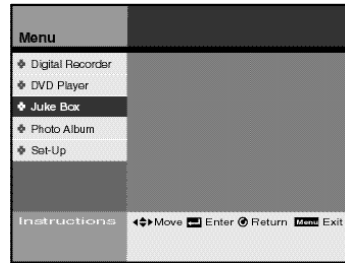 Menu
Digital Recorder
DVD Player
Juke Box
Photo Album
Set-Up
Instructions
Move Enter Return Menu Exit